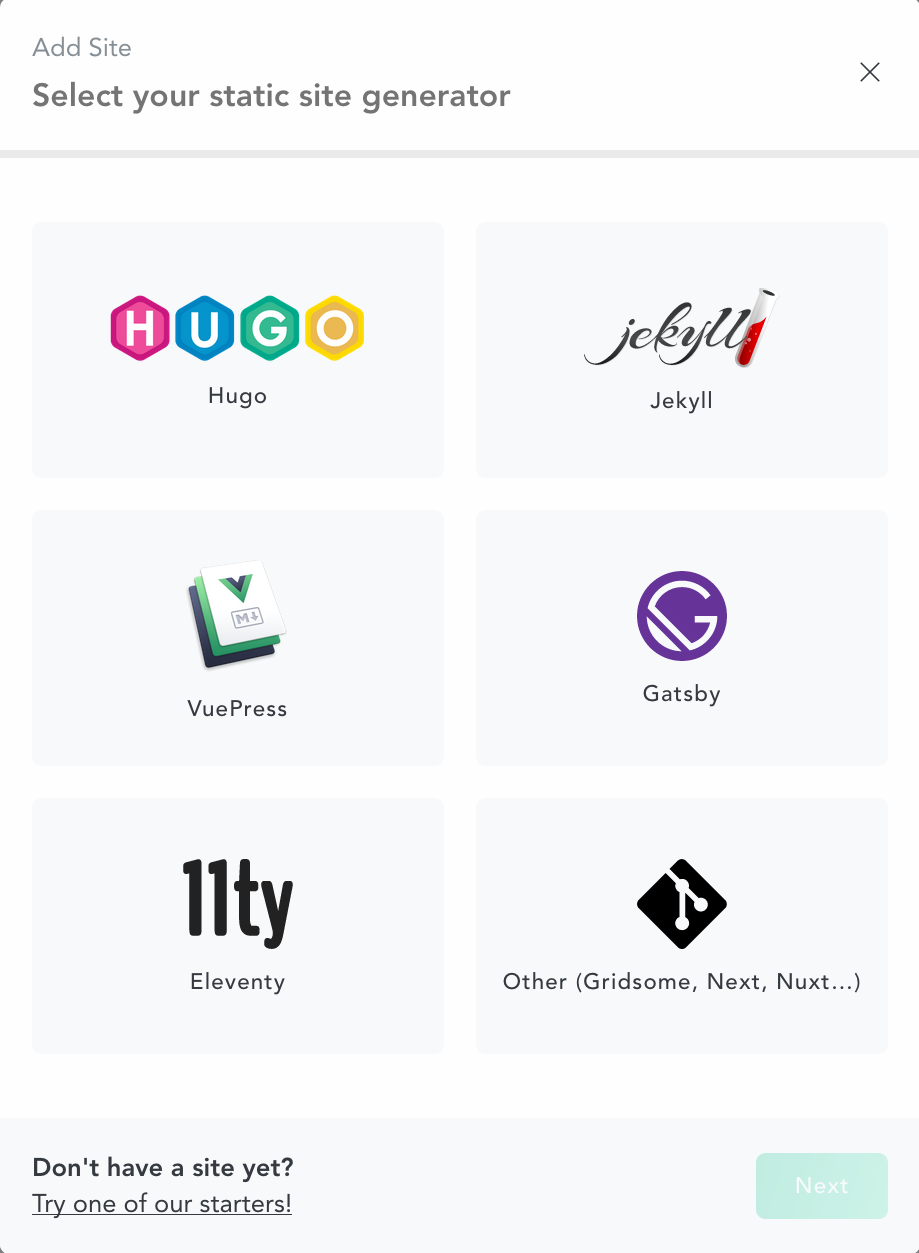 Add Site
Select your static site generator
HUGO
Hugo
jekyll
Jekyll
M
VuePress
G
Gatsby
11ty
Eleventy
Other (Gridsome, Next, Nuxt...)
Don't have a site yet?
Try one of our starters!
Next